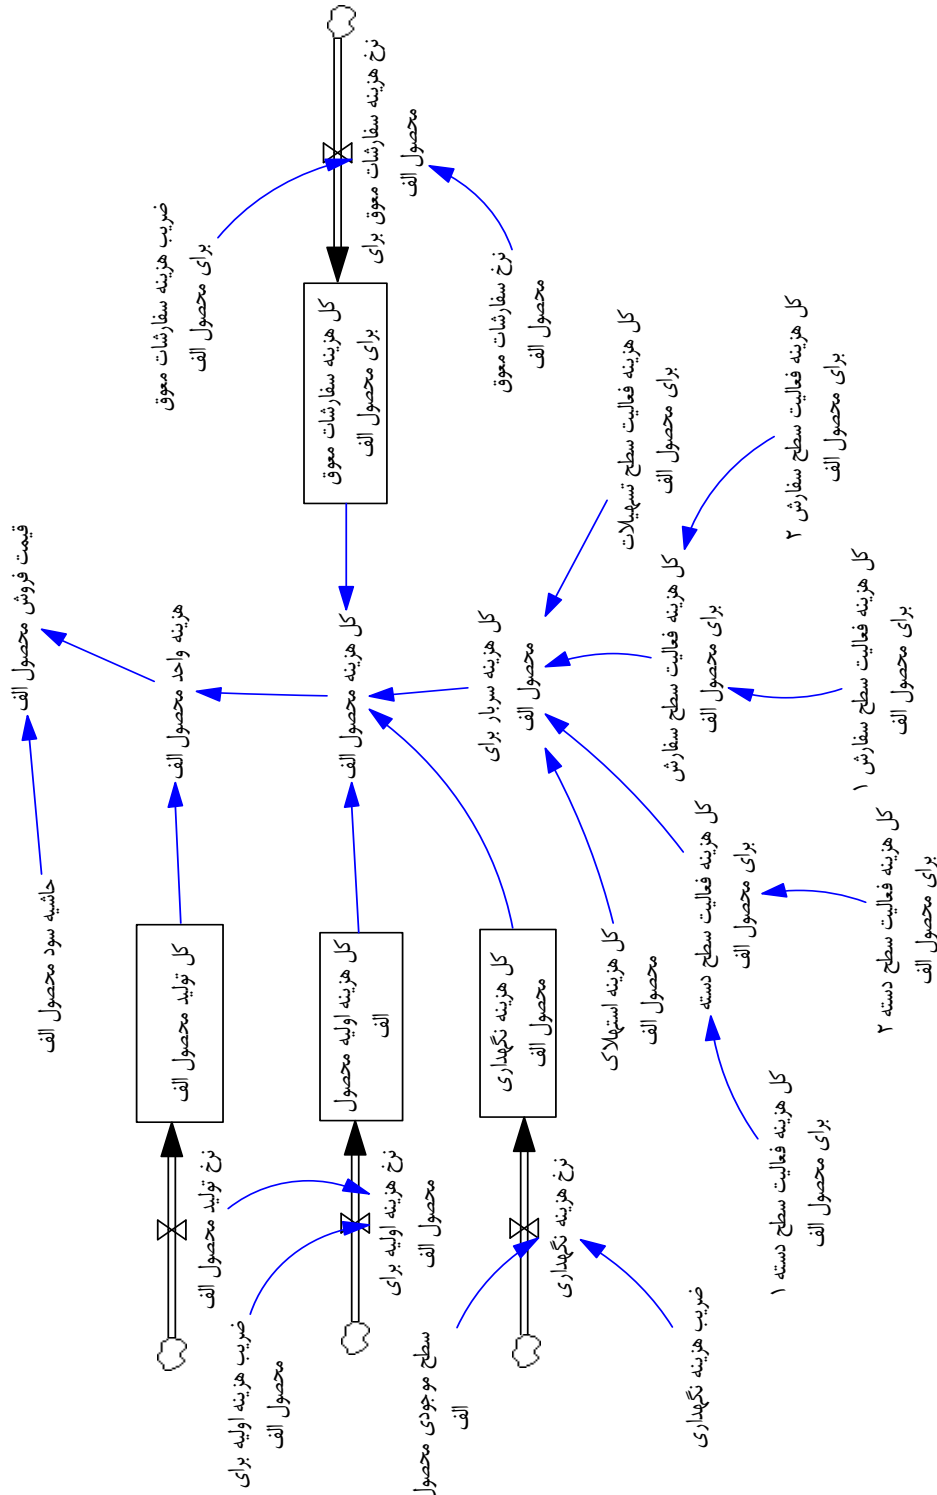 نرخ هزینه سفارشات معوق برای
محصول الف
ضریب هزینه سفارشات معوق
برای محصول الف
نرخ سفارشات معوق
محصول الف
کل هزینه سفارشات معوق
برای محصول الف
کل هزینه فعالیت سطح تسهیلات
برای محصول الف
کل هزینه فعالیت سطح سفارش ۲
برای محصول الف
قیمت فروش محصول الف
هزینه واحد محصول الف
کل هزینه محصول الف
کل هزینه سربار برای
محصول الف
کل هزینه فعالیت سطح سفارش
برای محصول الف
کل هزینه فعالیت سطح سفارش ۱
برای محصول الف
حاشیه سود محصول الف
کل تولید محصول الف
کل هزینه اولیه محصول
الف
کل هزینه نگهداری
محصول الف
کل هزینه استهلاک
محصول الف
کل هزینه فعالیت سطح دسته
برای محصول الف
کل هزینه فعالیت سطح دسته ۲
برای محصول الف
کل هزینه فعالیت سطح دسته ۱
برای محصول الف
نرخ تولید محصول الف
نرخ هزینه اولیه برای
محصول الف
نرخ هزینه نگهداری
ضریب هزینه اولیه برای
محصول الف
سطح موجودی محصول
الف
ضریب هزینه نگهداری